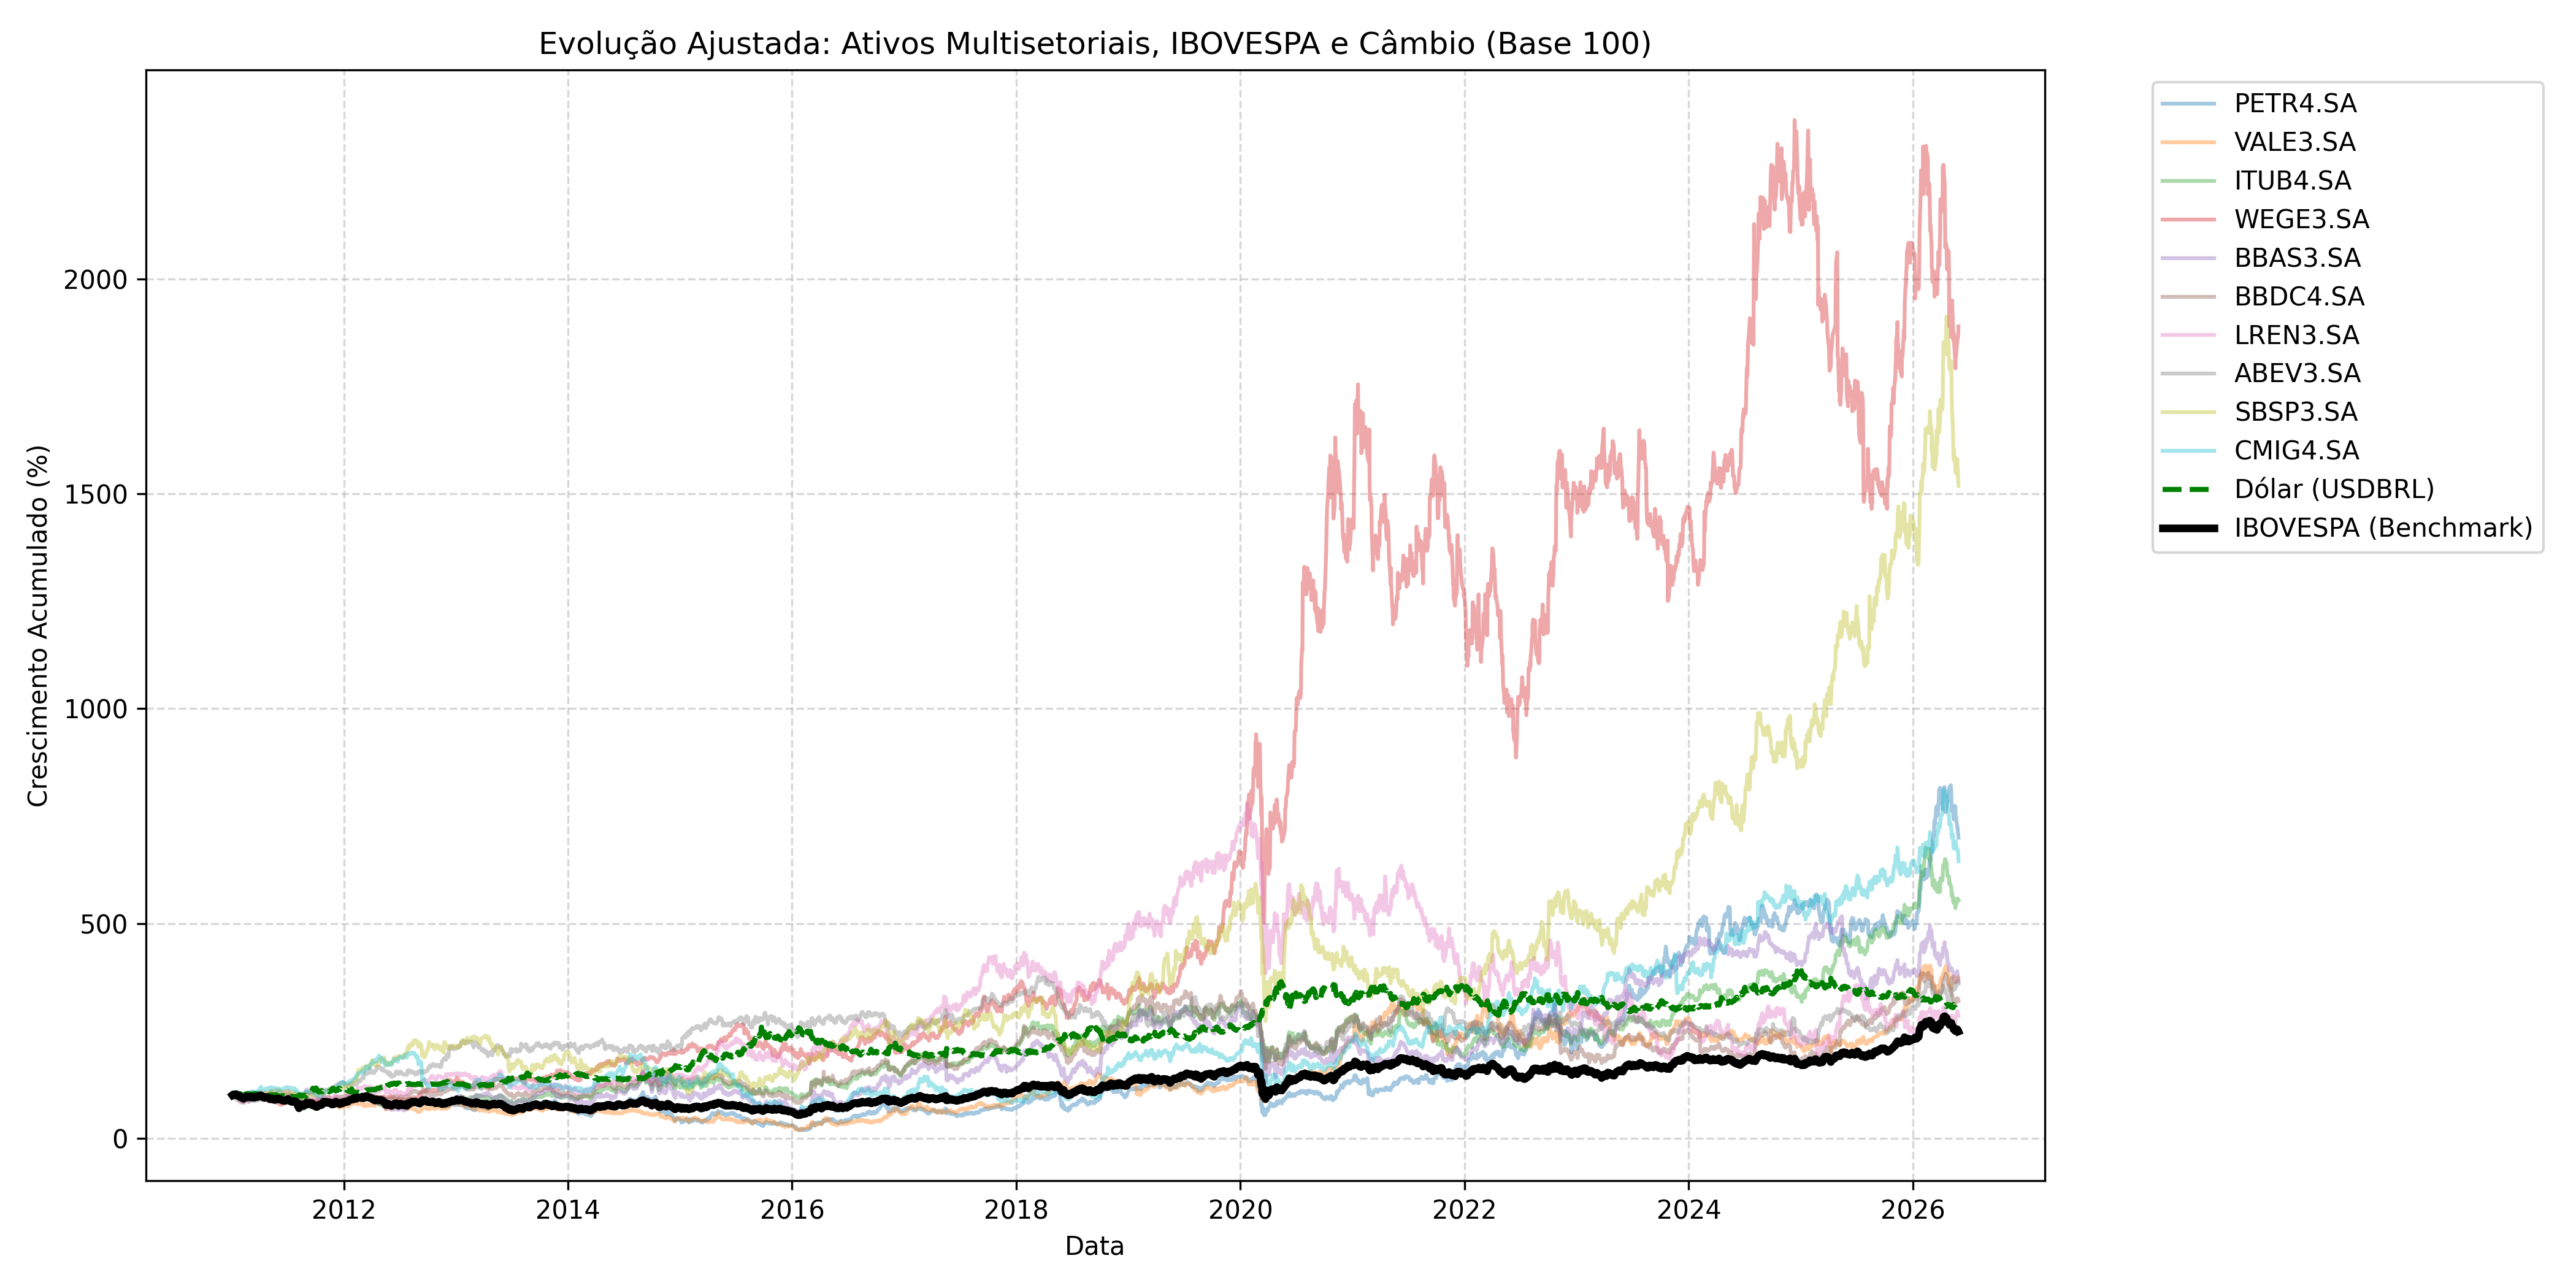 Evolução Ajustada: Ativos Multisetoriais, IBOVESPA e Câmbio (Base 100)
Crescimento Acumulado (%)
2000
1500
1000
500
0
2012
2014
2016
2018
2020
2022
2024
2026
Data
PETR4.SA
VALE3.SA
ITUB4.SA
WEGE3.SA
BBAS3.SA
BBDC4.SA
LREN3.SA
ABEV3.SA
SBSP3.SA
CMIG4.SA
Dólar (USDBRL)
IBOVESPA (Benchmark)